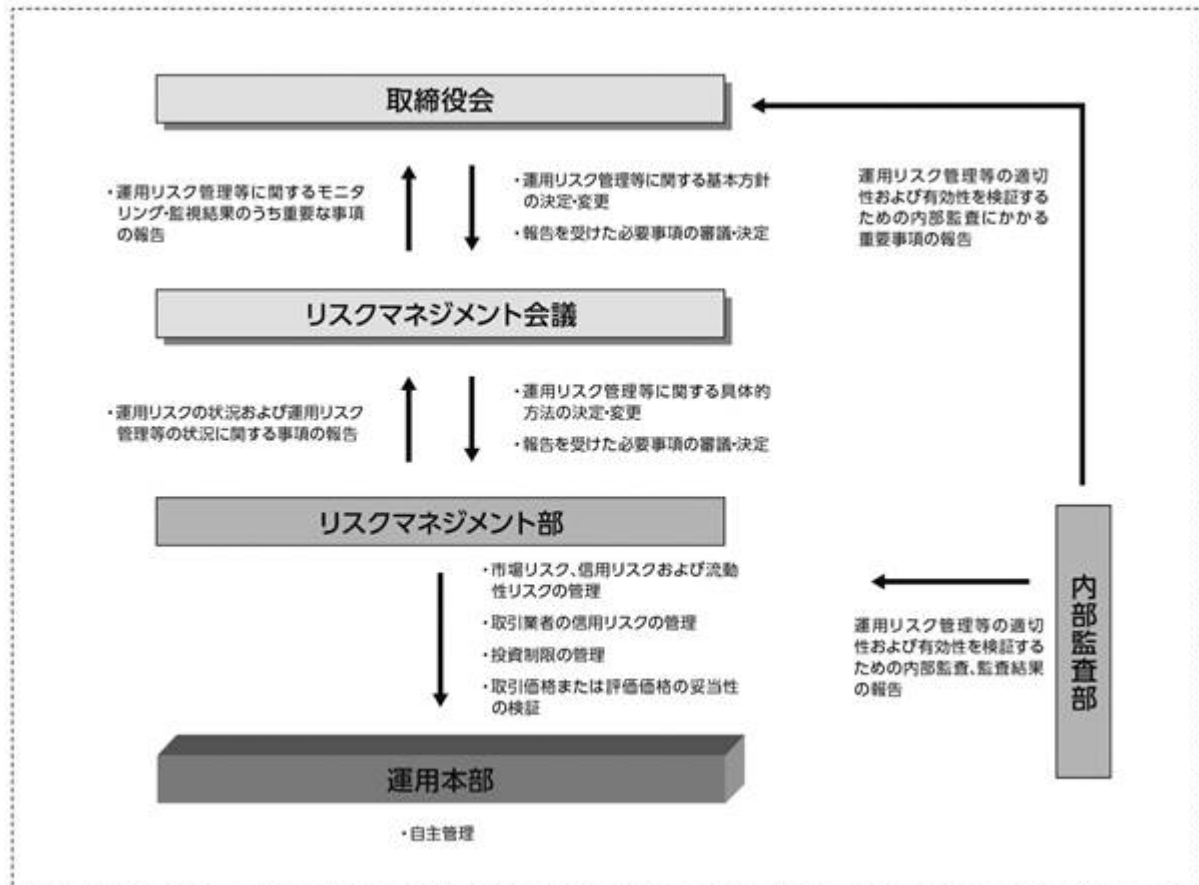 取締役会
・運用リスク管理等に関するモニタ
リング・監視結果のうち重要な事項
の報告
・運用リスク管理等に関する基本方針
の決定・変更
・報告を受けた必要事項の審議・決定
運用リスク管理等の適切
性および有効性を検証する
ための内部監査にかかる
重要事項の報告
リスクマネジメント会議
・運用リスクの状況および運用リスク
管理等の状況に関する事項の報告
・運用リスク管理等に関する具体的
方法の決定・変更
・報告を受けた必要事項の審議・決定
リスクマネジメント部
・市場リスク、信用リスクおよび流動
性リスクの管理
・取引業者の信用リスクの管理
・投資制限の管理
・取引価格または評価価格の妥当性
の検証
運用リスク管理等の適切
性および有効性を検証する
ための内部監査、監査結果
の報告
内部監査部
運用本部
・自主管理